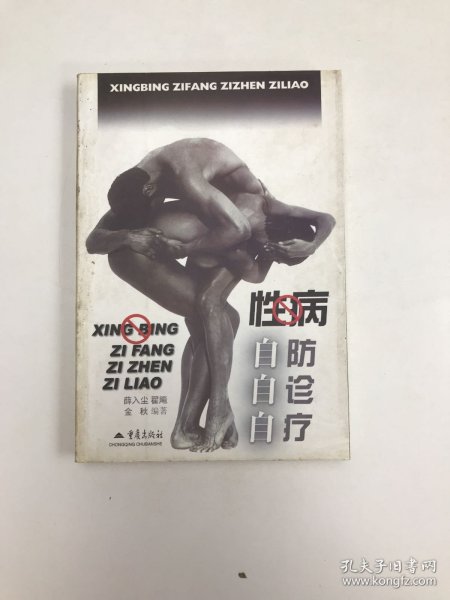 XINGBING ZIFANG ZIZHEN ZILIAO
性病
自防
自诊
自疗
XING BING
ZI FANG
ZI ZHEN
ZI LIAO
薛入尘 翟飚
金 秋 编著
重庆出版社
CHONGQING CHUBANSHE
孔夫子旧书网
www.kongfz.com